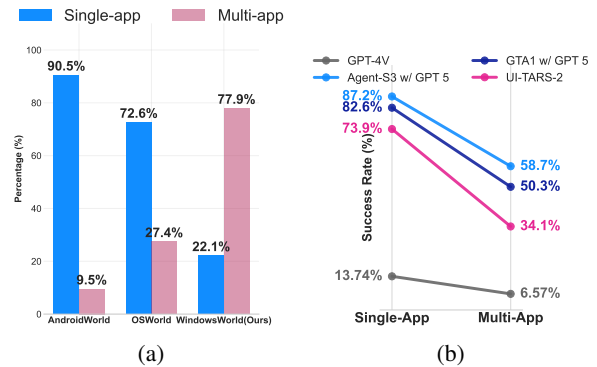 Single-app
Multi-app
Percentage (%)
100
80
60
40
20
0
90.5%
9.5%
72.6%
27.4%
22.1%
77.9%
AndroidWorld
OSWorld
WindowsWorld(Ours)
(a)
GPT-4V
Agent-S3 w/ GPT 5
GTA1 w/ GPT 5
UI-TARS-2
Success Rate (%)
87.2%
82.6%
73.9%
13.74%
58.7%
50.3%
34.1%
6.57%
Single-App
Multi-App
(b)